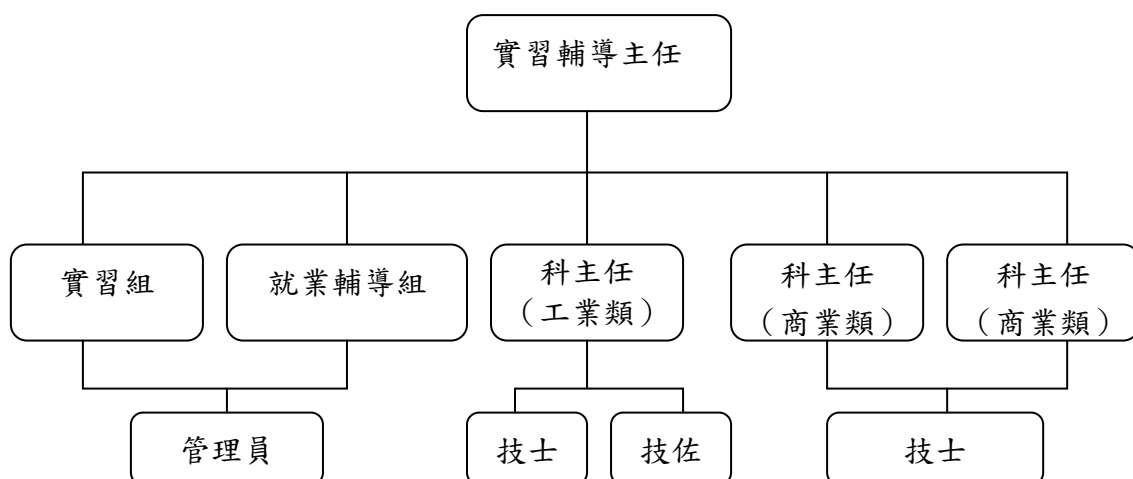 實習輔導主任
實習組
就業輔導組
科主任
（工業類）
科主任
（商業類）
科主任
（商業類）
管理員
技士
技佐
技士